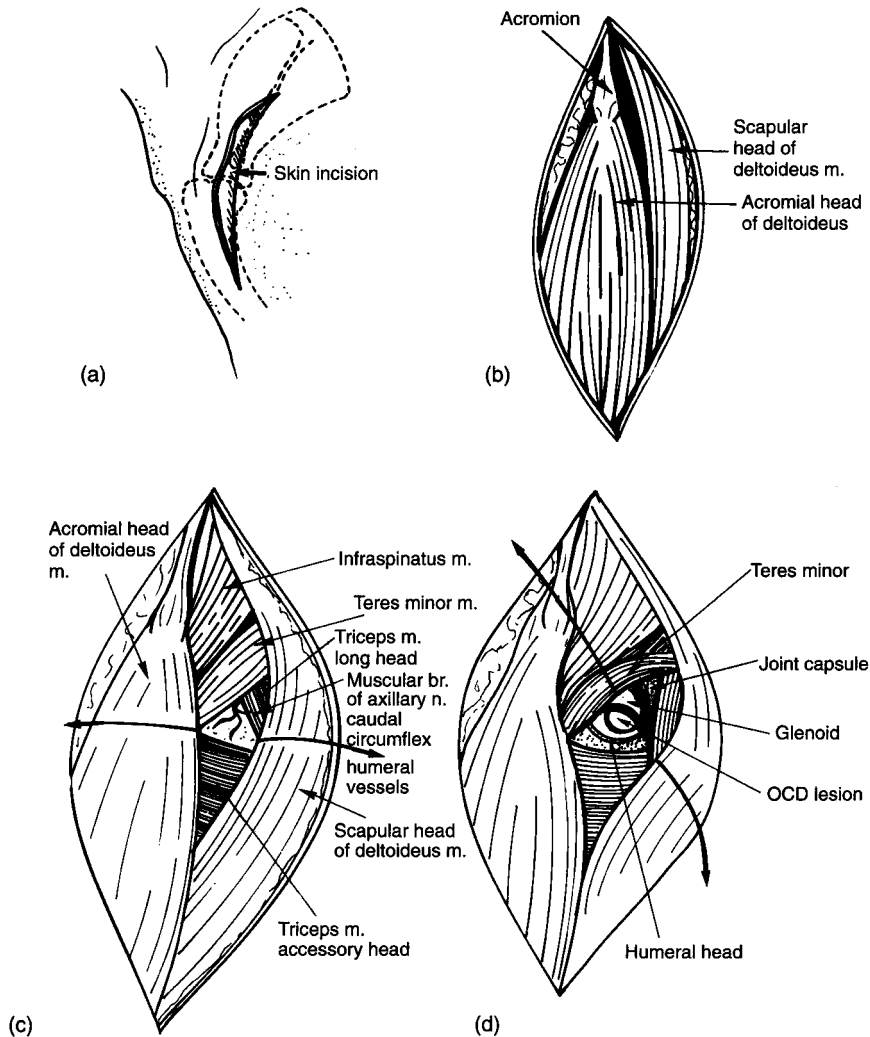 Skin incision
(a)
Acromion
Scapular
head of
deltoideus m.
Acromial head
of deltoideus
(b)
Acromial head
of deltoideus
m.
Infraspinatus m.
Teres minor m.
Triceps m.
long head
Muscular br.
of axillary n.
caudal
circumflex
humeral
vessels
Scapular head
of deltoideus m.
Triceps m.
accessory head
(c)
Teres minor
Joint capsule
Glenoid
OCD lesion
Humeral head
(d)